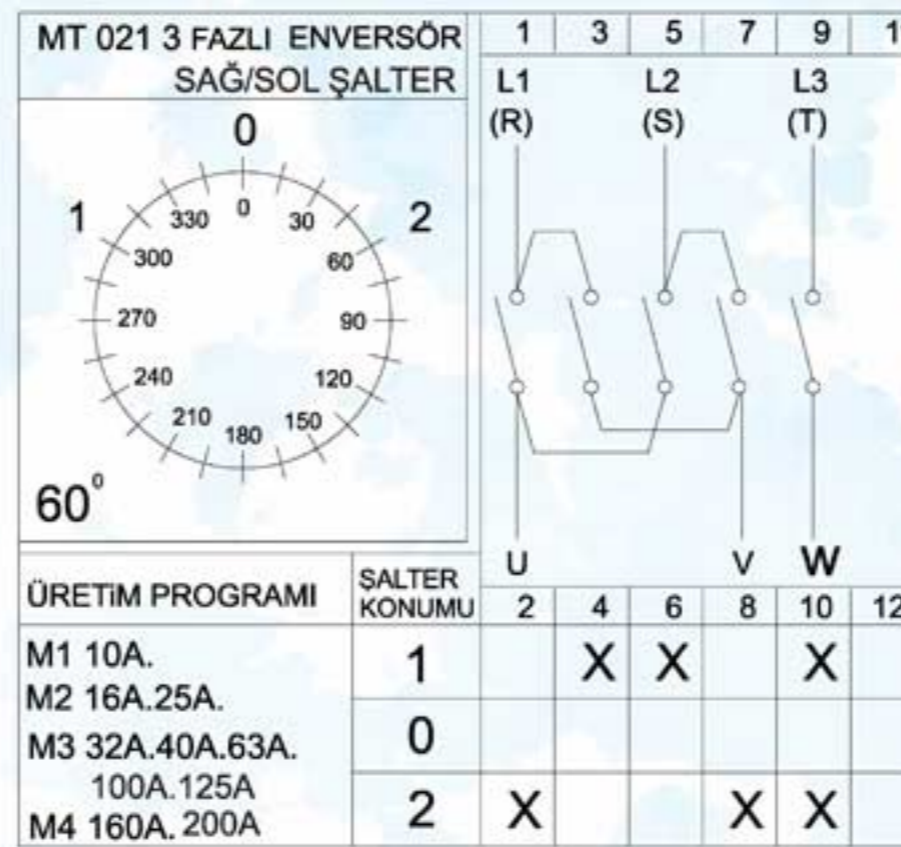 MT 021 3 FAZLI ENVERSÖR
SAĞ/SOL ŞALTER
0
1
2
330 0 30
300 60
270 90
240 120
210 180 150
60°
1 3 5 7 9 1
L1 L2 L3
(R) (S) (T)
U V W
ÜRETİM PROGRAMI
ŞALTER
KONUMU
2 4 6 8 10 12
M1 10A.
M2 16A.25A.
M3 32A.40A.63A.
100A.125A
M4 160A. 200A
1 X X X
0
2 X X X